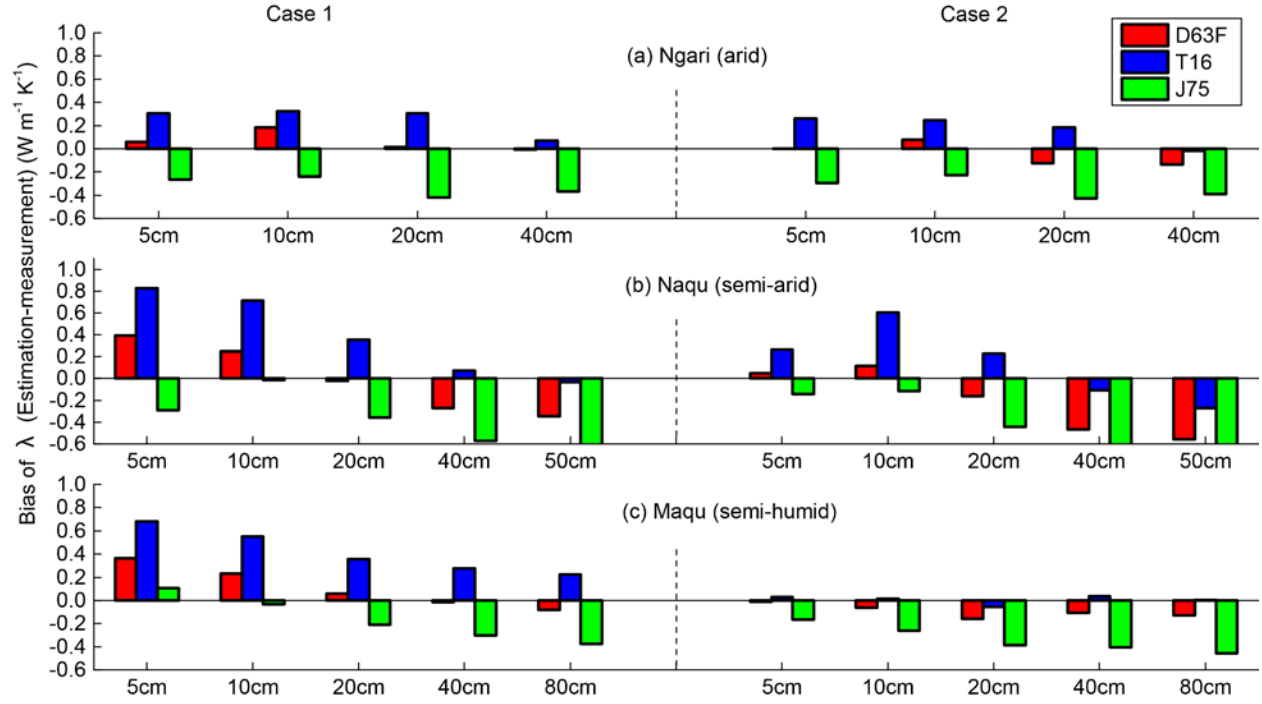 Case 1
Case 2
D63F
T16
J75
Bias of λ (Estimation-measurement) (W m⁻¹ K⁻¹)
(a) Ngari (arid)
1.0
0.8
0.6
0.4
0.2
0.0
-0.2
-0.4
-0.6
5cm 10cm 20cm 40cm 5cm 10cm 20cm 40cm
(b) Naqu (semi-arid)
1.0
0.8
0.6
0.4
0.2
0.0
-0.2
-0.4
-0.6
5cm 10cm 20cm 40cm 50cm 5cm 10cm 20cm 40cm 50cm
(c) Maqu (semi-humid)
1.0
0.8
0.6
0.4
0.2
0.0
-0.2
-0.4
-0.6
5cm 10cm 20cm 40cm 80cm 5cm 10cm 20cm 40cm 80cm